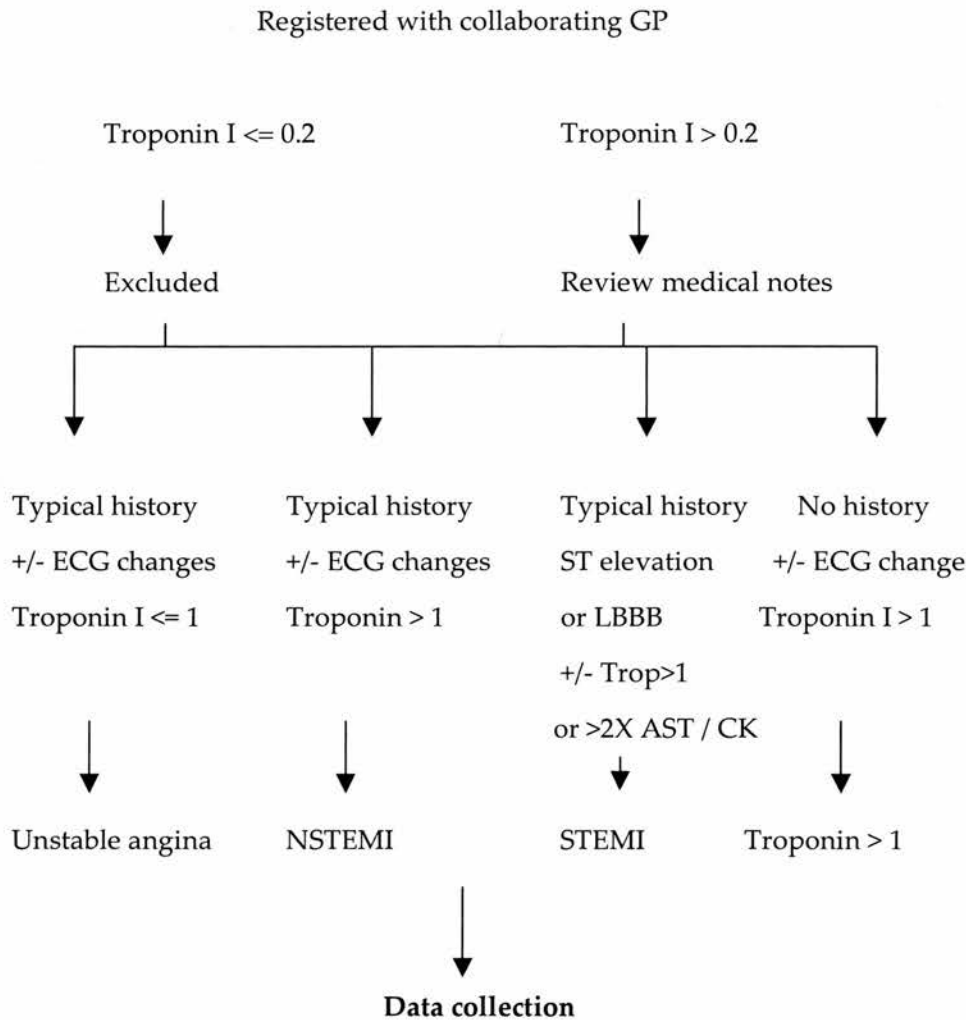 Registered with collaborating GP
Troponin I <= 0.2
Troponin I > 0.2
Excluded
Review medical notes
Typical history
+/- ECG changes
Troponin I <= 1
Typical history
+/- ECG changes
Troponin > 1
Typical history
ST elevation
or LBBB
+/- Trop>1
or >2X AST / CK
No history
+/- ECG change
Troponin I > 1
Unstable angina
NSTEMI
STEMI
Troponin > 1
Data collection